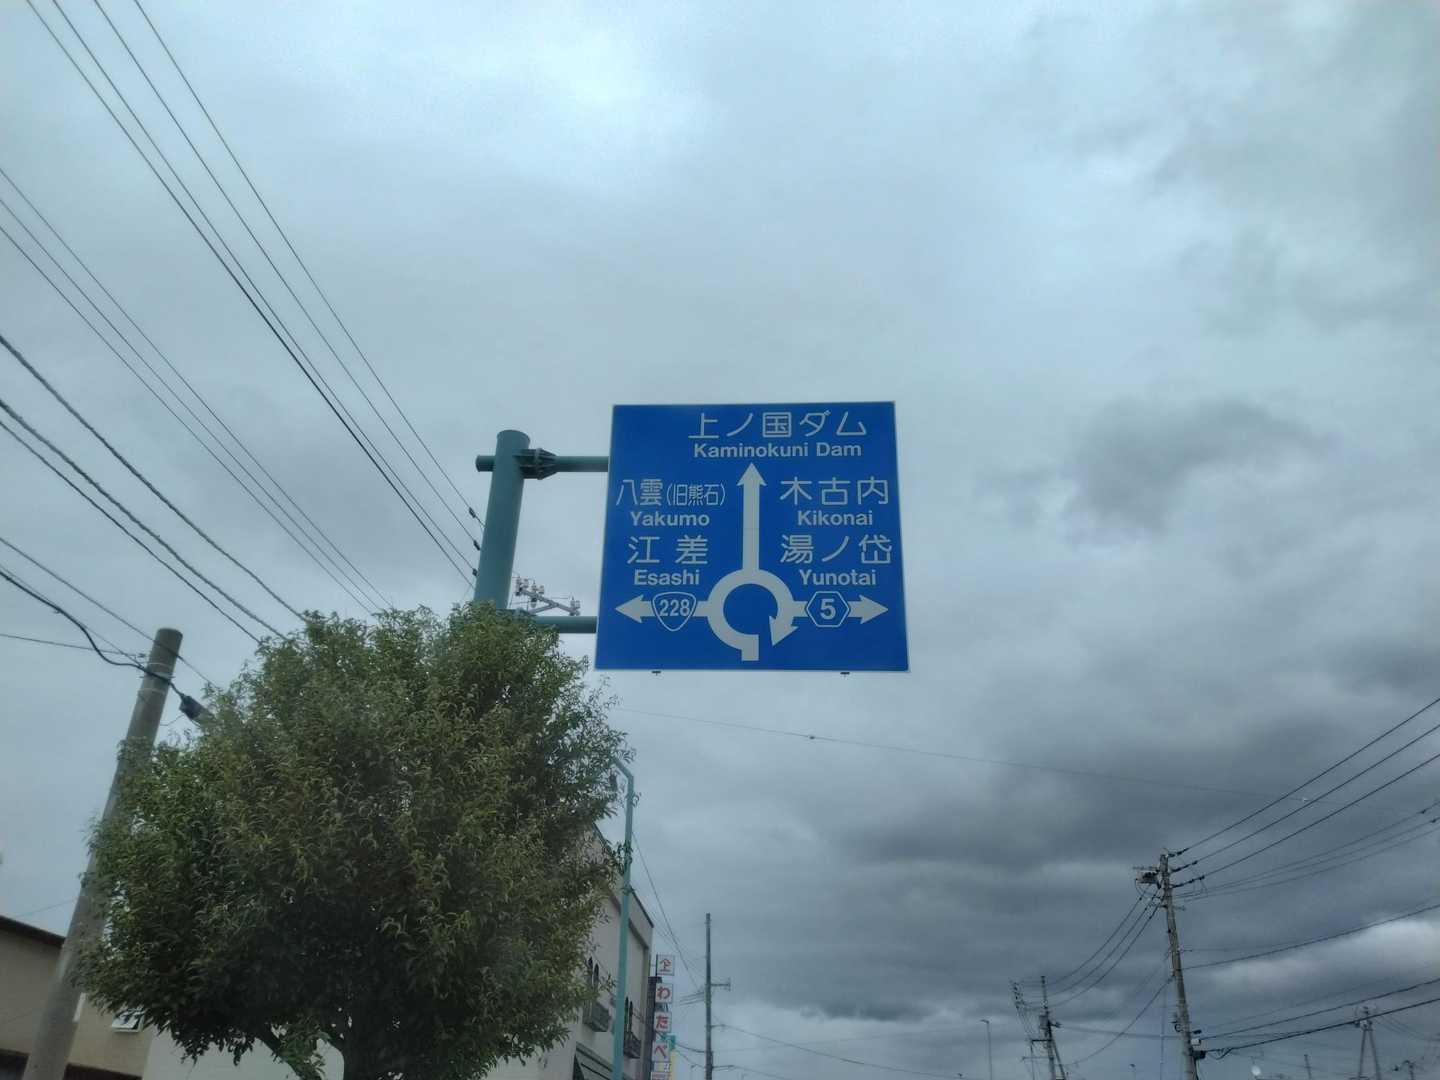 上ノ国ダム
Kaminokuni Dam
八雲(旧熊石)
Yakumo
江差
Esashi
228
木古内
Kikonai
湯ノ岱
Yunotai
5
わたべ